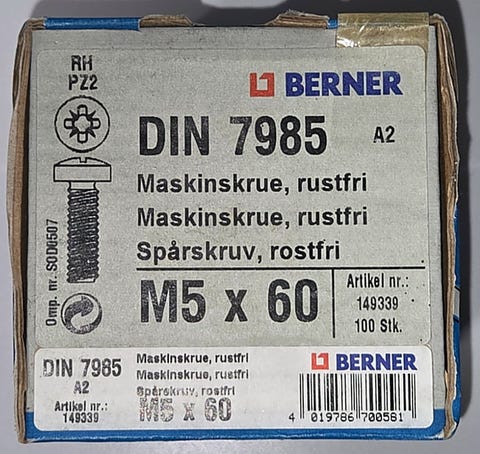 RH
PZ2
BERNER
DIN 7985 A2
Maskinskrue, rustfri
Maskinskrue, rustfri
Spårskruv, rostfri
M5 x 60
Artikel nr.:
149339
100 Stk.
Omp. nr. SOD0507
DIN 7985
A2
Artikel nr.:
149339
Maskinskrue, rustfri
Maskinskrue, rustfri
Spårskruv, rostfri
M5 x 60
BERNER
4 019786 700581